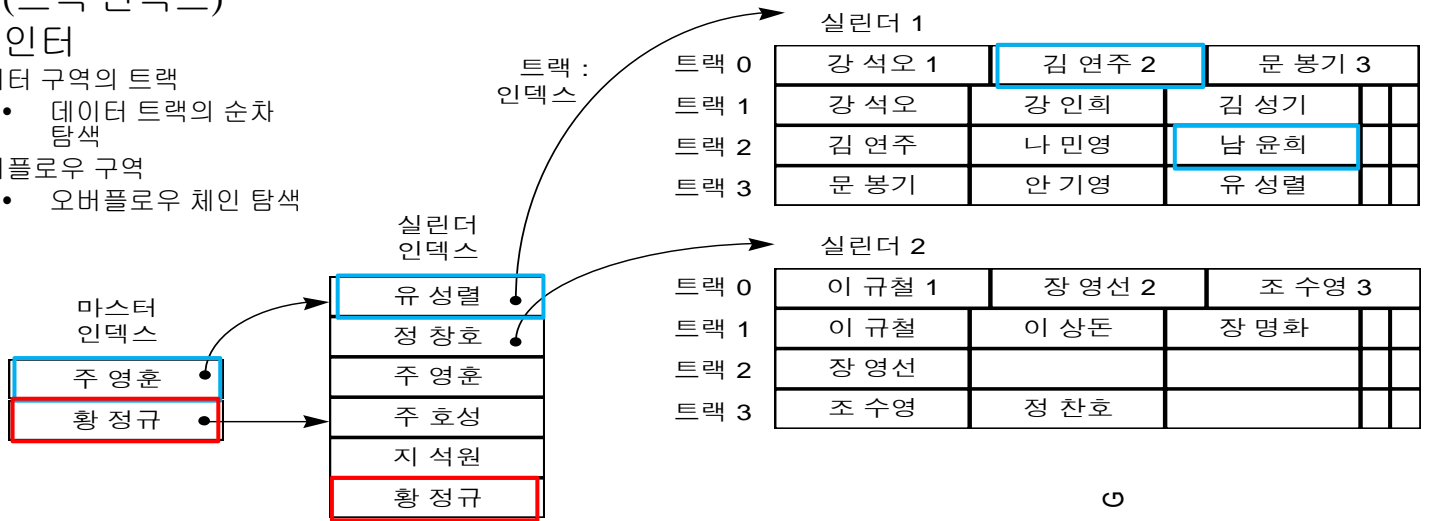 인터
터 구역의 트랙
• 데이터 트랙의 순차
탐색
플로우 구역
• 오버플로우 체인 탐색
마스터
인덱스
주 영훈
황 정규
실린더
인덱스
유 성렬
정 창호
주 영훈
주 호성
지 석원
황 정규
트랙 :
인덱스
실린더 1
트랙 0 강 석오 1 김 연주 2 문 봉기 3
트랙 1 강 석오 강 인희 김 성기
트랙 2 김 연주 나 민영 남 윤희
트랙 3 문 봉기 안 기영 유 성렬
실린더 2
트랙 0 이 규철 1 장 영선 2 조 수영 3
트랙 1 이 규철 이 상돈 장 명화
트랙 2 장 영선
트랙 3 조 수영 정 찬호
G